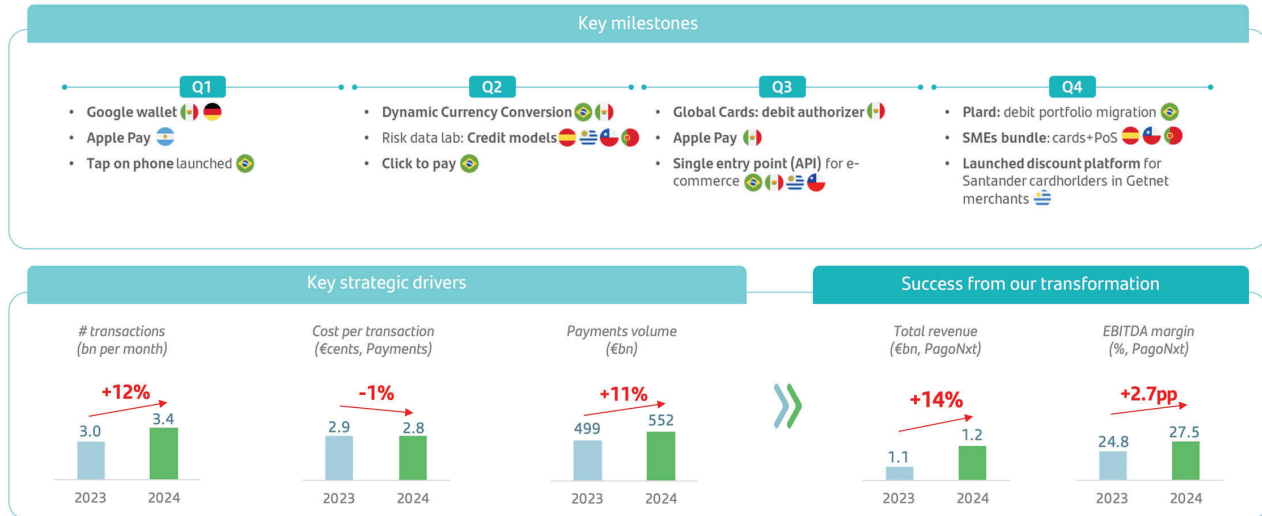 Key milestones
Q1
• Google wallet
• Apple Pay
• Tap on phone launched
Q2
• Dynamic Currency Conversion
• Risk data lab: Credit models
• Click to pay
Q3
• Global Cards: debit authorizer
• Apple Pay
• Single entry point (API) for e-
commerce
Q4
• Plard: debit portfolio migration
• SMEs bundle: cards+PoS
• Launched discount platform for
Santander cardhorlders in Getnet
merchants
Key strategic drivers
# transactions
(bn per month)
+12%
3.0
3.4
2023
2024
Cost per transaction
(€cents, Payments)
-1%
2.9
2.8
2023
2024
Payments volume
(€bn)
+11%
499
552
2023
2024
Success from our transformation
Total revenue
(€bn, PagoNxt)
+14%
1.1
1.2
2023
2024
EBITDA margin
(%, PagoNxt)
+2.7pp
24.8
27.5
2023
2024